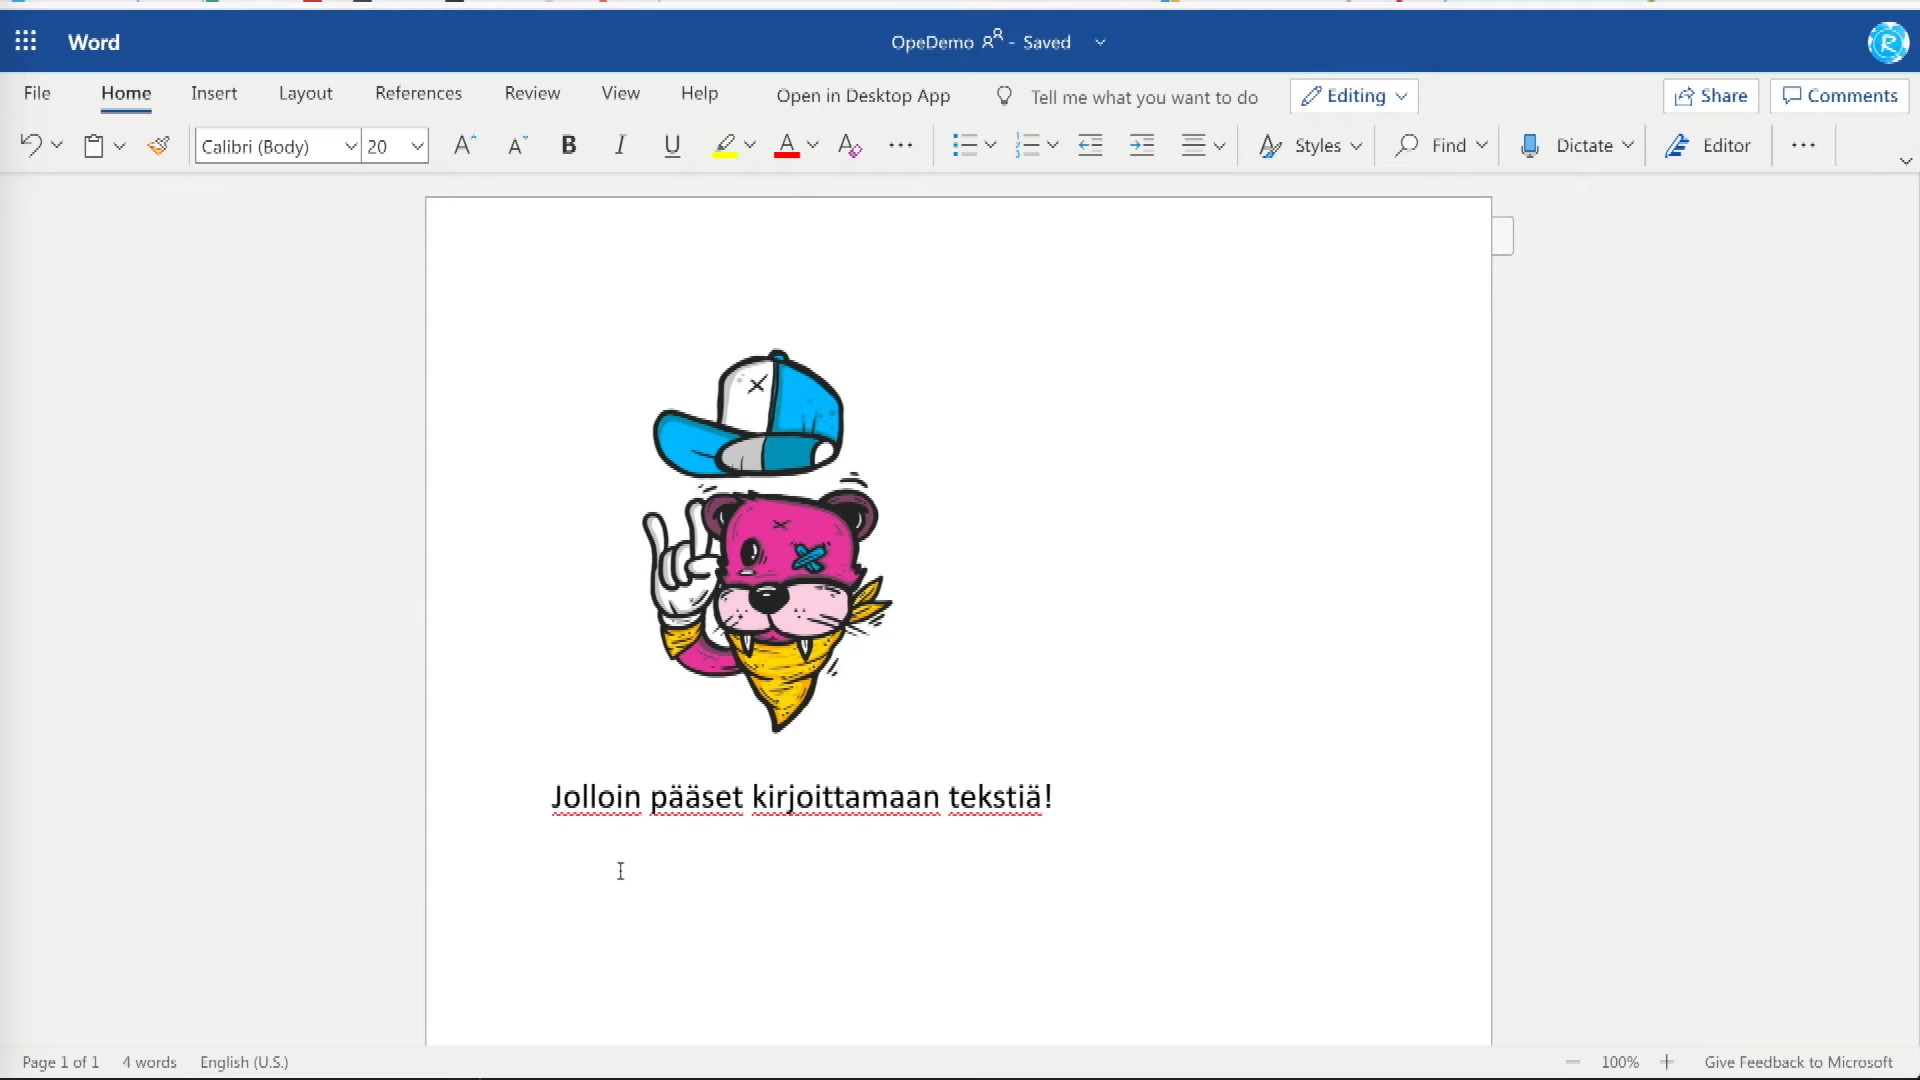 Word
OpeDemo - Saved
File Home Insert Layout References Review View Help Open in Desktop App Tell me what you want to do Editing Share Comments
Calibri (Body) 20 A A B I U A A Styles Find Dictate Editor
Jolloin pääset kirjoittamaan tekstiä!
Page 1 of 1 4 words English (U.S.) 100% Give Feedback to Microsoft